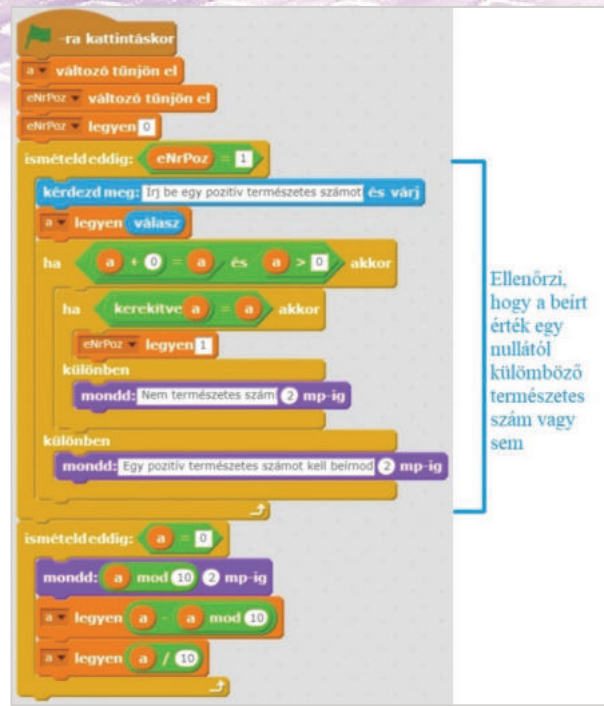 -ra kattintáskor
a változó tűnjön el
eNrPoz változó tűnjön el
eNrPoz legyen 0
ismételd eddig: eNrPoz = 1
kérdezd meg: Írj be egy pozitív természetes számot és várj
a legyen válasz
ha a + 0 = a és a > 0 akkor
ha kerekítve a = a akkor
eNrPoz legyen 1
különben
mondd: Nem természetes szám! 2 mp-ig
különben
mondd: Egy pozitív természetes számot kell beírnod 2 mp-ig
ismételd eddig: a = 0
mondd: a mod 10 2 mp-ig
a legyen a - a mod 10
a legyen a / 10
Ellenőrzi,
hogy a beírt
érték egy
nullától
külömböző
természetes
szám vagy
sem